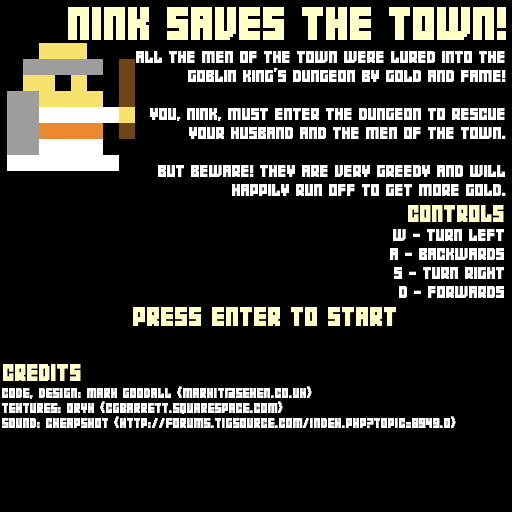 NINK SAVES THE TOWN!
ALL THE MEN OF THE TOWN WERE LURED INTO THE
GOBLIN KING'S DUNGEON BY GOLD AND FAME!
YOU, NINK, MUST ENTER THE DUNGEON TO RESCUE
YOUR HUSBAND AND THE MEN OF THE TOWN.
BUT BEWARE! THEY ARE VERY GREEDY AND WILL
HAPPILY RUN OFF TO GET MORE GOLD.
CONTROLS
W - TURN LEFT
A - BACKWARDS
S - TURN RIGHT
D - FORWARDS
PRESS ENTER TO START
CREDITS
CODE, DESIGN: MARK GOODALL (MARKIT@SEHEN.CO.UK)
TEXTURES: ORYX (CGBARRETT.SQUARESPACE.COM)
SOUND: CHEAPSHOT (HTTP://FORUMS.TIGSOURCE.COM/INDEX.PHP?TOPIC=8949.0)